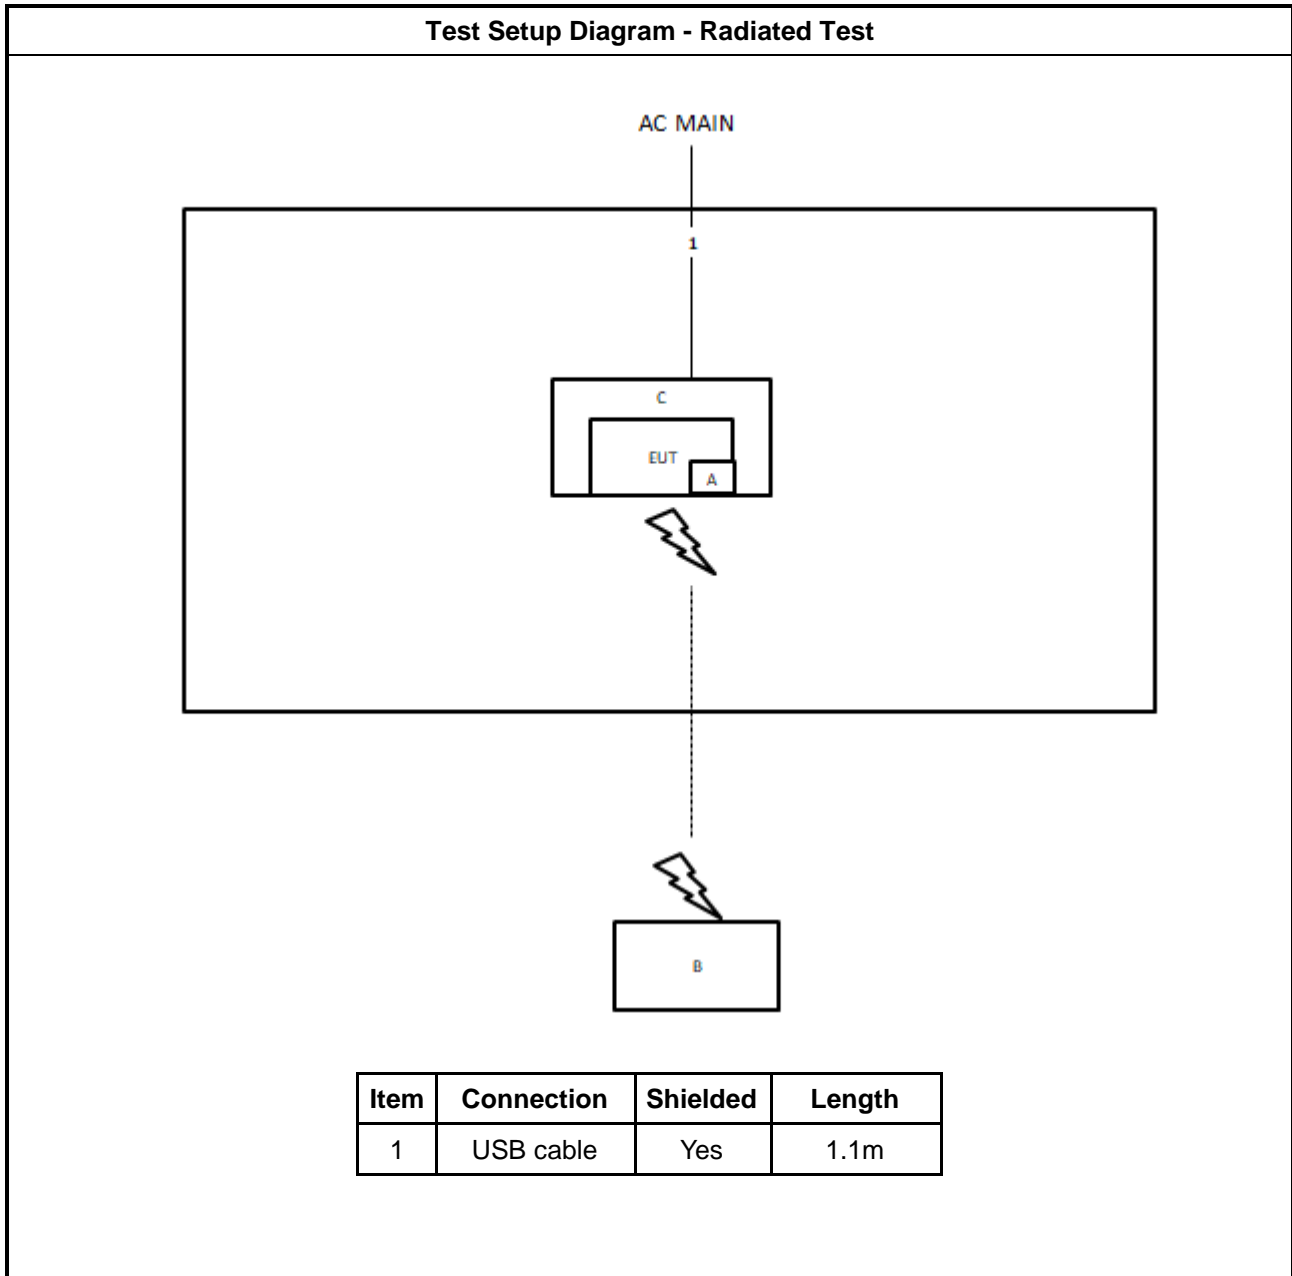 Test Setup Diagram - Radiated Test
AC MAIN
1
C
EUT
A
B
Item Connection Shielded Length
1 USB cable Yes 1.1m